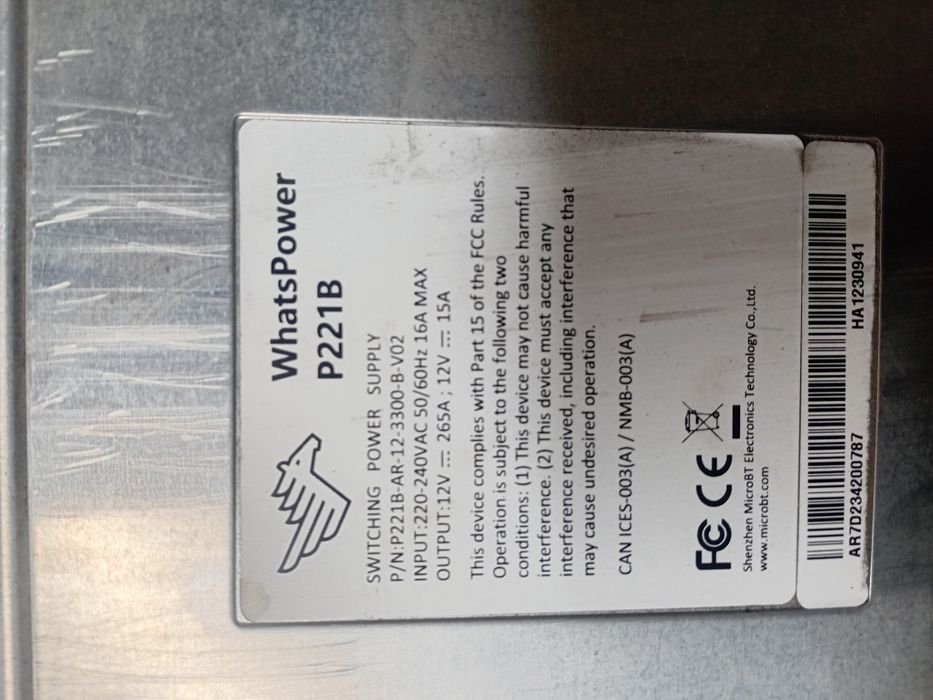 WhatsPower
P221B
SWITCHING POWER SUPPLY
P/N:P221B-AR-12-3300-B-V02
INPUT:220-240VAC 50/60Hz 16A MAX
OUTPUT:12V ⎓ 265A ; 12V ⎓ 15A
This device complies with Part 15 of the FCC Rules.
Operation is subject to the following two
conditions: (1) This device may not cause harmful
interference. (2) This device must accept any
interference received, including interference that
may cause undesired operation.
CAN ICES-003(A) / NMB-003(A)
FC CE
Shenzhen MicroBT Electronics Technology Co.,Ltd.
www.microbt.com
AR7D234200787 HA1230941